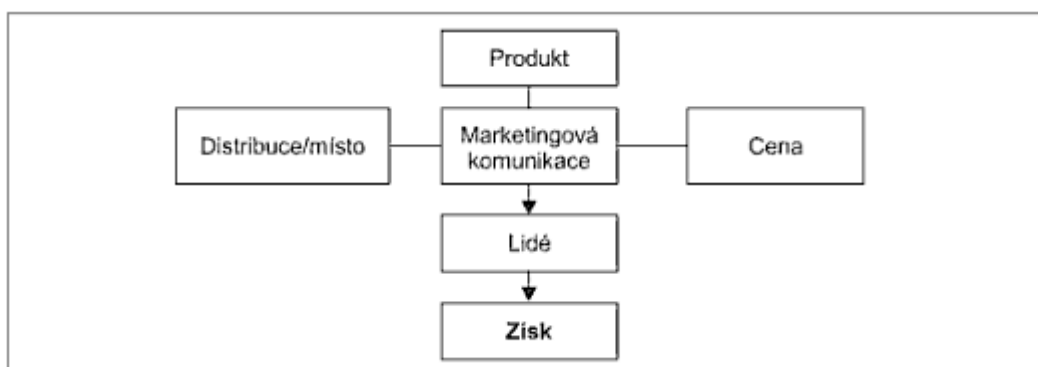 Produkt
Distribuce/místo
Marketingová
komunikace
Cena
Lidé
Zisk